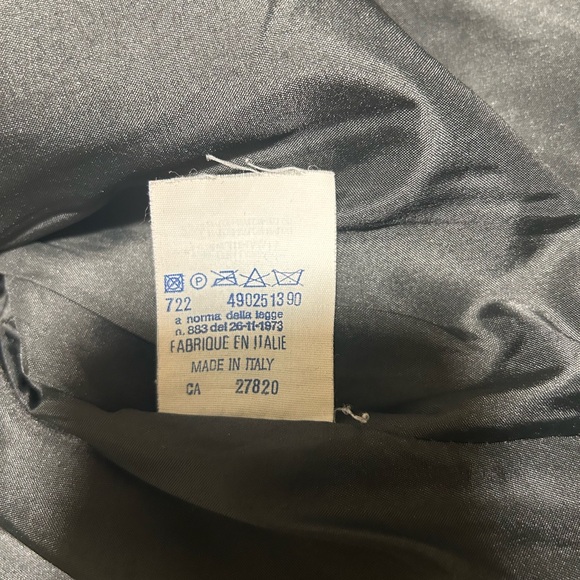 P
722 490251390
a norma della legge
n. 883 del 26-11-1973
FABRIQUE EN ITALIE
MADE IN ITALY
CA 27820